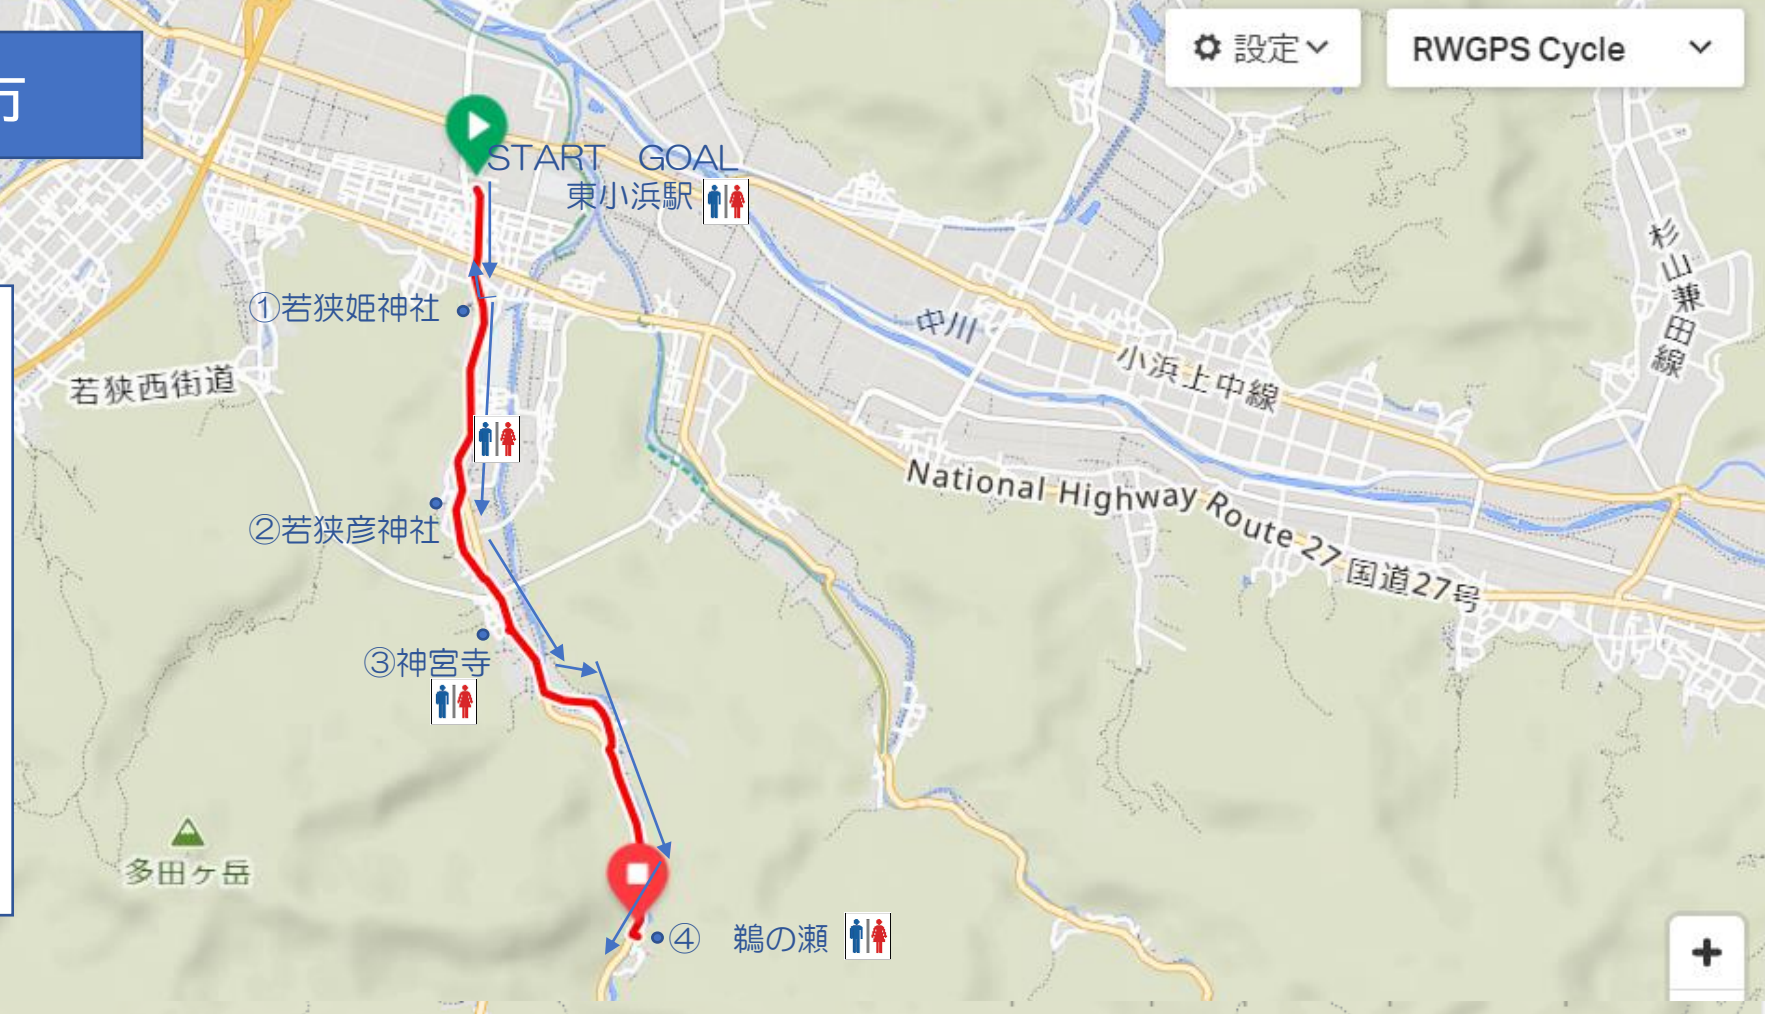 市
設定
RWGPS Cycle
START　GOAL
東小浜駅
①若狭姫神社
若狭西街道
②若狭彦神社
③神宮寺
多田ヶ岳
④　鵜の瀬
中川
小浜上中線
National Highway Route 27 国道27号
杉山兼田線
+